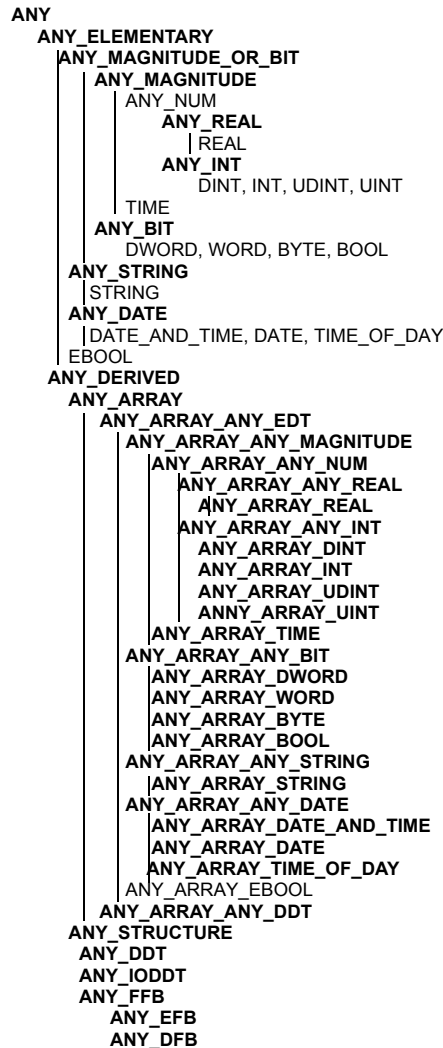 ANY
ANY_ELEMENTARY
ANY_MAGNITUDE_OR_BIT
ANY_MAGNITUDE
ANY_NUM
ANY_REAL
REAL
ANY_INT
DINT, INT, UDINT, UINT
TIME
ANY_BIT
DWORD, WORD, BYTE, BOOL
ANY_STRING
STRING
ANY_DATE
DATE_AND_TIME, DATE, TIME_OF_DAY
EBOOL
ANY_DERIVED
ANY_ARRAY
ANY_ARRAY_ANY_EDT
ANY_ARRAY_ANY_MAGNITUDE
ANY_ARRAY_ANY_NUM
ANY_ARRAY_ANY_REAL
ANY_ARRAY_REAL
ANY_ARRAY_ANY_INT
ANY_ARRAY_DINT
ANY_ARRAY_INT
ANY_ARRAY_UDINT
ANNY_ARRAY_UINT
ANY_ARRAY_TIME
ANY_ARRAY_ANY_BIT
ANY_ARRAY_DWORD
ANY_ARRAY_WORD
ANY_ARRAY_BYTE
ANY_ARRAY_BOOL
ANY_ARRAY_ANY_STRING
ANY_ARRAY_STRING
ANY_ARRAY_ANY_DATE
ANY_ARRAY_DATE_AND_TIME
ANY_ARRAY_DATE
ANY_ARRAY_TIME_OF_DAY
ANY_ARRAY_EBOOL
ANY_ARRAY_ANY_DDT
ANY_STRUCTURE
ANY_DDT
ANY_IODDT
ANY_FFB
ANY_EFB
ANY_DFB